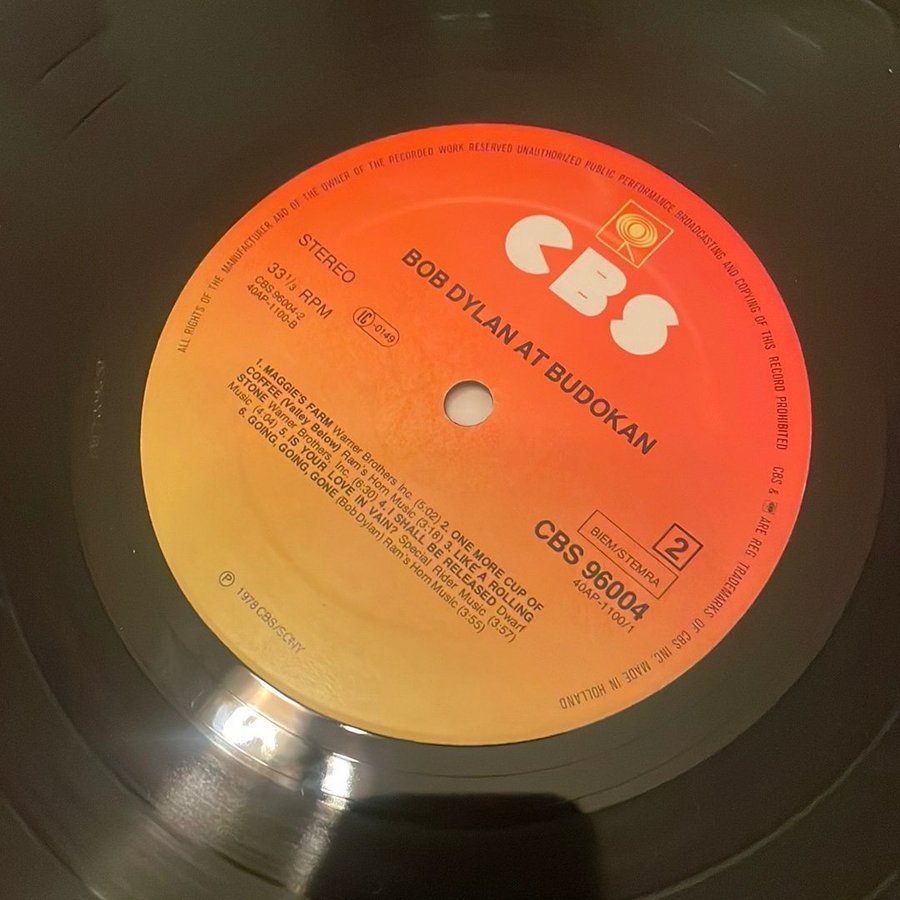 ALL RIGHTS OF THE MANUFACTURER AND OF THE OWNER OF THE RECORDED WORK RESERVED UNAUTHORIZED PUBLIC PERFORMANCE BROADCASTING AND COPYING OF THIS RECORD PROHIBITED CBS & ARE REG. TRADEMARKS OF CBS INC. MADE IN HOLLAND
CBS
BOB DYLAN AT BUDOKAN
STEREO
33 1/3 RPM
CBS 96004-2
40AP-1100-B
IC -0149
2
BIEM/STEMRA
CBS 96004
40AP-1100/1
1. MAGGIE'S FARM Warner Brothers Inc. (5:02) 2. ONE MORE CUP OF
COFFEE (Valley Below) Ram's Horn Music (3:18) 3. LIKE A ROLLING
STONE Warner Brothers, Inc. (6:30) 4. I SHALL BE RELEASED Dwarf
Music (4:04) 5. IS YOUR LOVE IN VAIN? Special Rider Music (3:57)
6. GOING, GOING, GONE (Bob Dylan) Ram's Horn Music (3:55)
℗ 1978 CBS/SONY